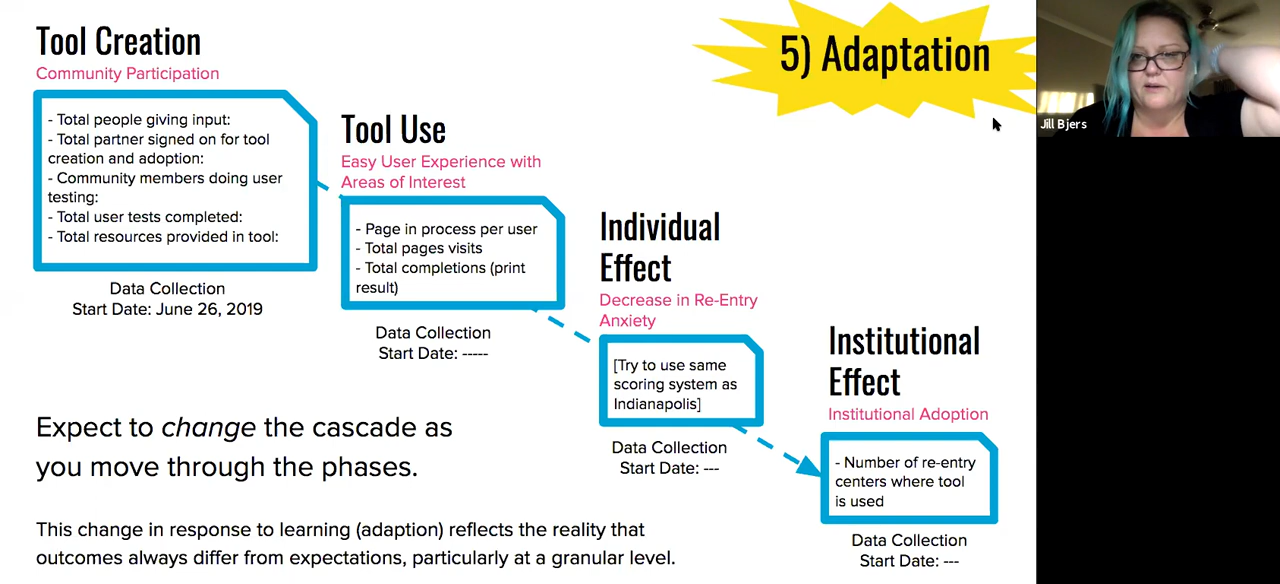 Tool Creation
Community Participation
- Total people giving input:
- Total partner signed on for tool
creation and adoption:
- Community members doing user
testing:
- Total user tests completed:
- Total resources provided in tool:
Data Collection
Start Date: June 26, 2019
Tool Use
Easy User Experience with
Areas of Interest
- Page in process per user
- Total pages visits
- Total completions (print
result)
Data Collection
Start Date: -----
Individual
Effect
Decrease in Re-Entry
Anxiety
[Try to use same
scoring system as
Indianapolis]
Data Collection
Start Date: ---
Institutional
Effect
Institutional Adoption
- Number of re-entry
centers where tool
is used
Data Collection
Start Date: ---
5) Adaptation
Expect to change the cascade as
you move through the phases.
This change in response to learning (adaption) reflects the reality that
outcomes always differ from expectations, particularly at a granular level.
Jill Bjers